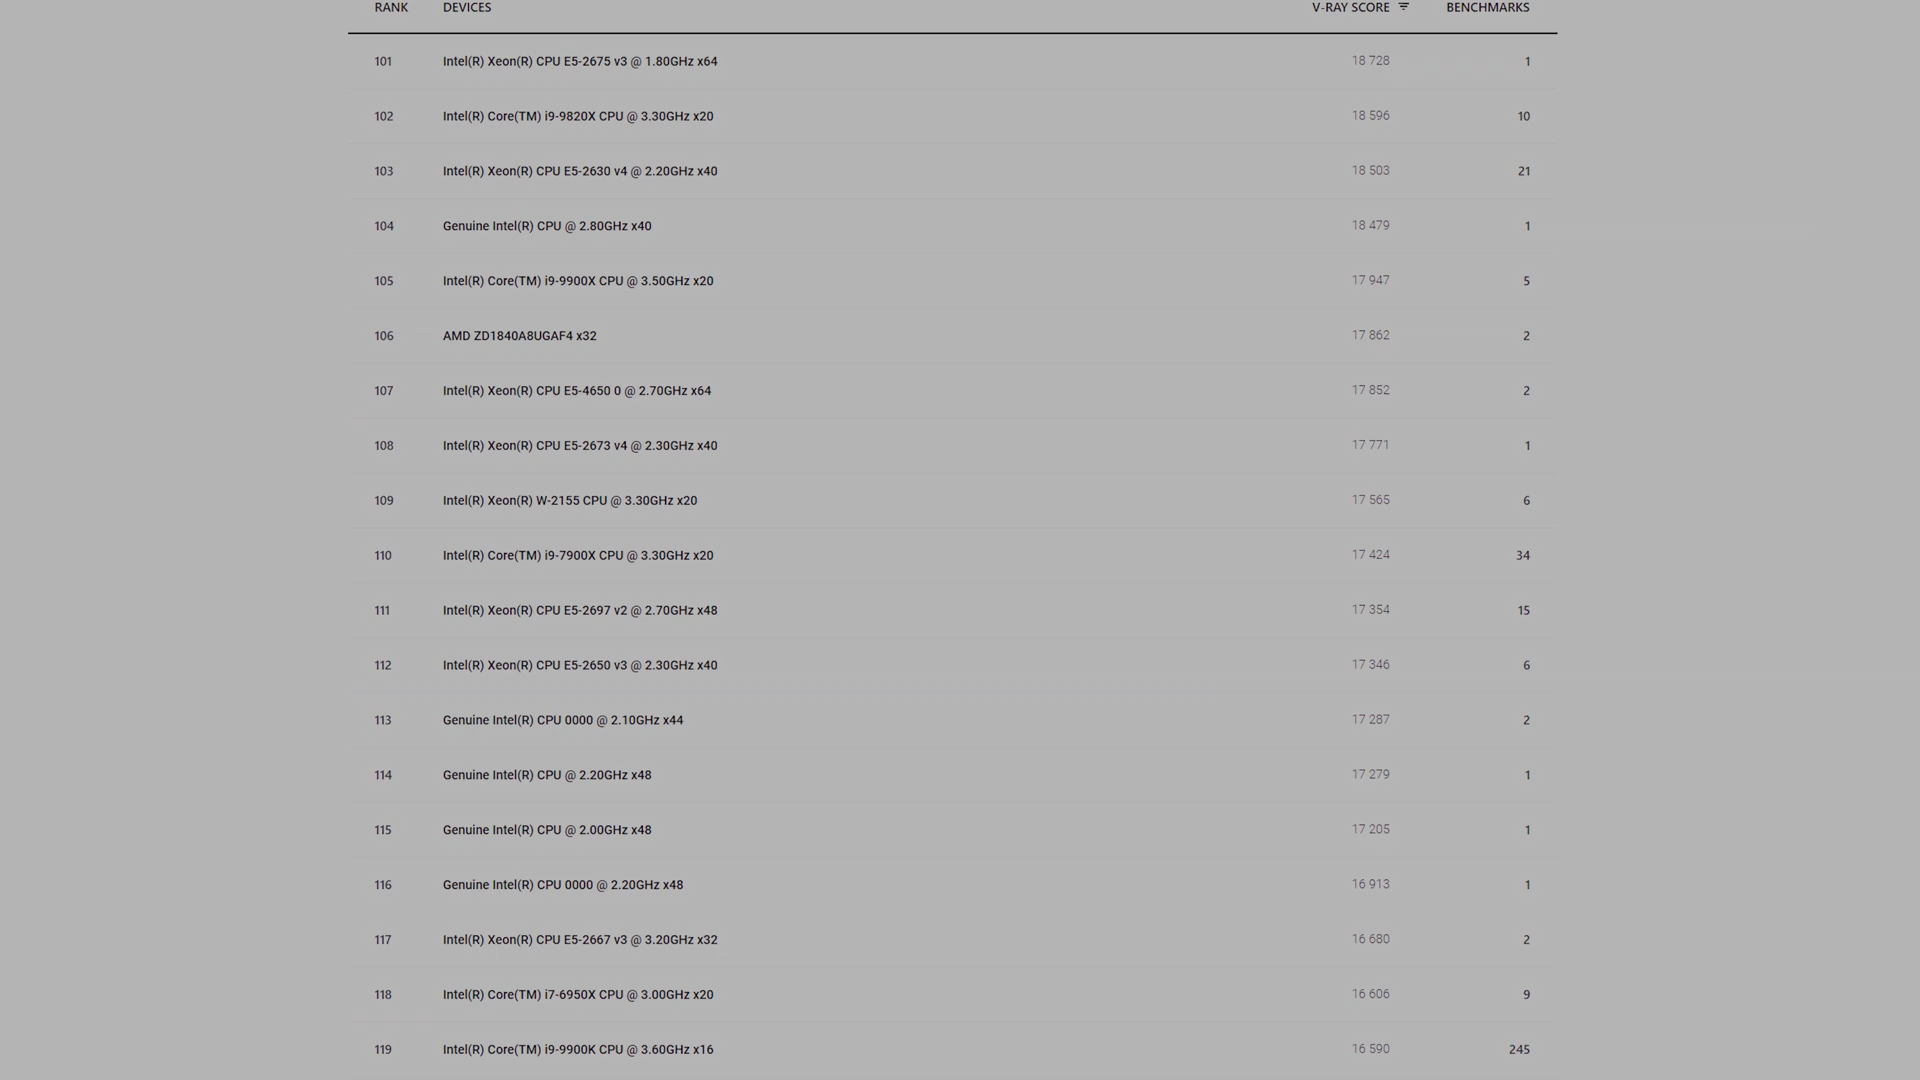 RANK DEVICES V-RAY SCORE BENCHMARKS
101 Intel(R) Xeon(R) CPU E5-2675 v3 @ 1.80GHz x64 18 728 1
102 Intel(R) Core(TM) i9-9820X CPU @ 3.30GHz x20 18 596 10
103 Intel(R) Xeon(R) CPU E5-2630 v4 @ 2.20GHz x40 18 503 21
104 Genuine Intel(R) CPU @ 2.80GHz x40 18 479 1
105 Intel(R) Core(TM) i9-9900X CPU @ 3.50GHz x20 17 947 5
106 AMD ZD1840A8UGAF4 x32 17 862 2
107 Intel(R) Xeon(R) CPU E5-4650 0 @ 2.70GHz x64 17 852 2
108 Intel(R) Xeon(R) CPU E5-2673 v4 @ 2.30GHz x40 17 771 1
109 Intel(R) Xeon(R) W-2155 CPU @ 3.30GHz x20 17 565 6
110 Intel(R) Core(TM) i9-7900X CPU @ 3.30GHz x20 17 424 34
111 Intel(R) Xeon(R) CPU E5-2697 v2 @ 2.70GHz x48 17 354 15
112 Intel(R) Xeon(R) CPU E5-2650 v3 @ 2.30GHz x40 17 346 6
113 Genuine Intel(R) CPU 0000 @ 2.10GHz x44 17 287 2
114 Genuine Intel(R) CPU @ 2.20GHz x48 17 279 1
115 Genuine Intel(R) CPU @ 2.00GHz x48 17 205 1
116 Genuine Intel(R) CPU 0000 @ 2.20GHz x48 16 913 1
117 Intel(R) Xeon(R) CPU E5-2667 v3 @ 3.20GHz x32 16 680 2
118 Intel(R) Core(TM) i7-6950X CPU @ 3.00GHz x20 16 606 9
119 Intel(R) Core(TM) i9-9900K CPU @ 3.60GHz x16 16 590 245